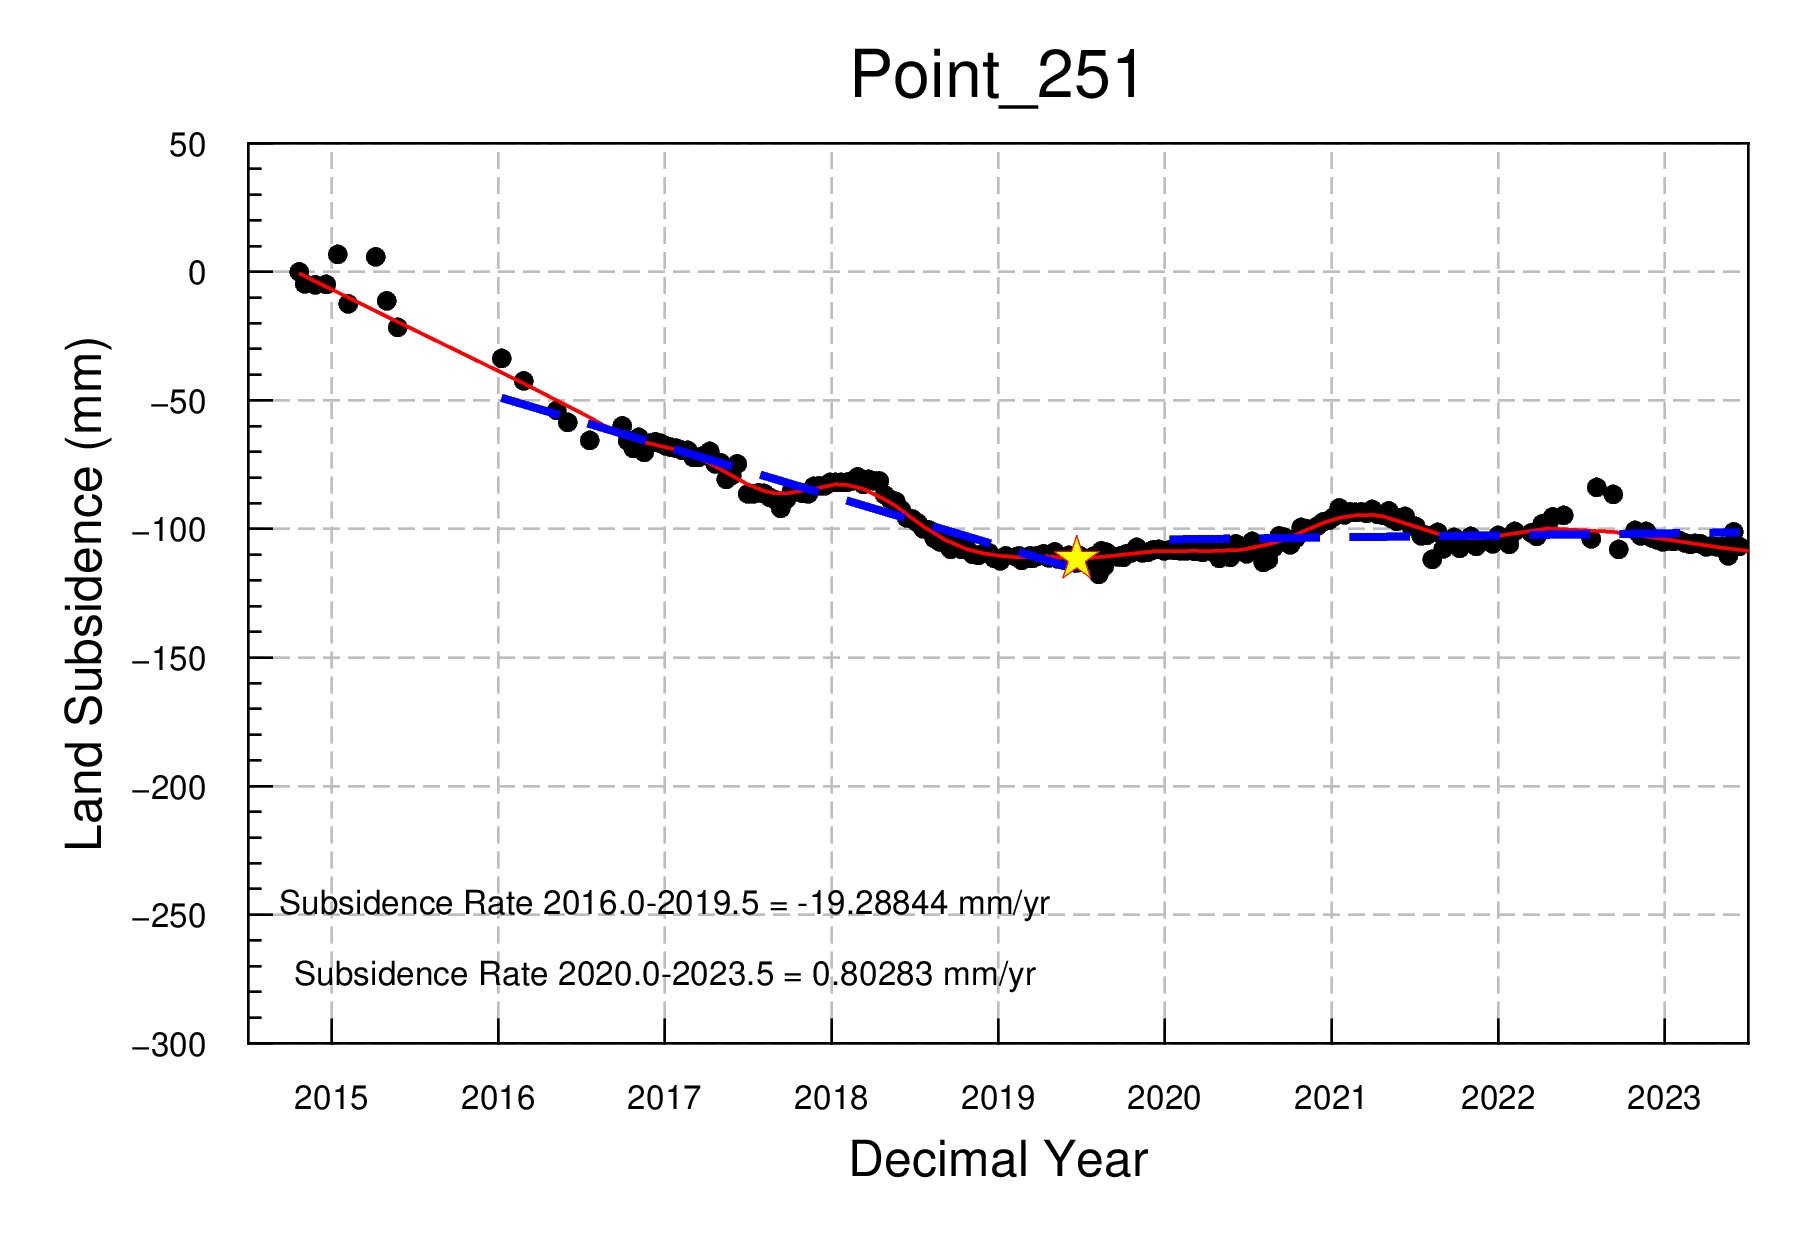 Point_251
50
0
−50
−100
−150
−200
−250
−300
Land Subsidence (mm)
Subsidence Rate 2016.0-2019.5 = -19.28844 mm/yr
Subsidence Rate 2020.0-2023.5 = 0.80283 mm/yr
2015 2016 2017 2018 2019 2020 2021 2022 2023
Decimal Year